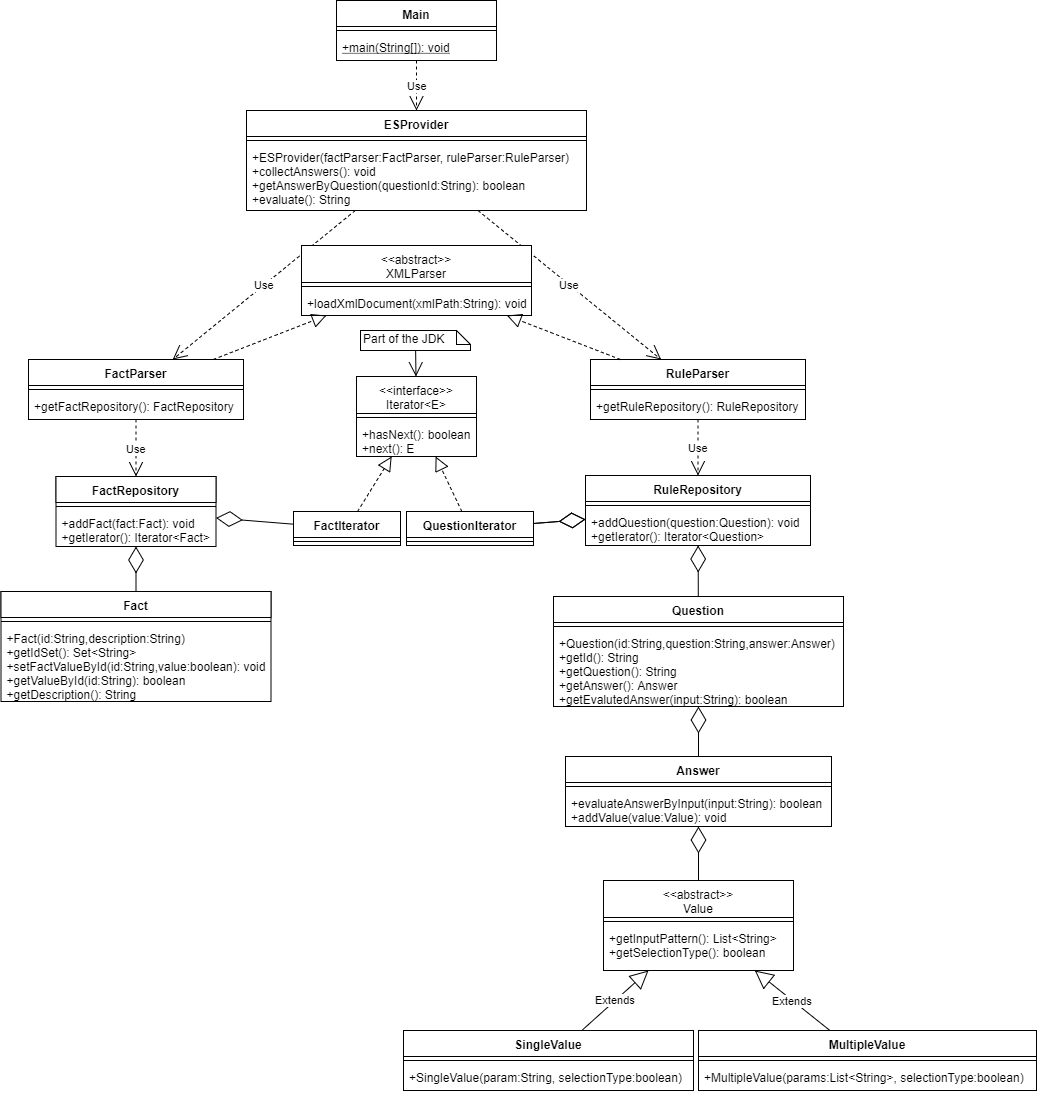 Main
+main(String[]): void
Use
ESProvider
+ESProvider(factParser:FactParser, ruleParser:RuleParser)
+collectAnswers(): void
+getAnswerByQuestion(questionId:String): boolean
+evaluate(): String
<<abstract>>
XMLParser
+loadXmlDocument(xmlPath:String): void
Use
Use
Part of the JDK
FactParser
+getFactRepository(): FactRepository
<<interface>>
Iterator<E>
+hasNext(): boolean
+next(): E
RuleParser
+getRuleRepository(): RuleRepository
Use
Use
FactRepository
+addFact(fact:Fact): void
+getIerator(): Iterator<Fact>
FactIterator
QuestionIterator
RuleRepository
+addQuestion(question:Question): void
+getIerator(): Iterator<Question>
Fact
+Fact(id:String,description:String)
+getIdSet(): Set<String>
+setFactValueById(id:String,value:boolean): void
+getValueById(id:String): boolean
+getDescription(): String
Question
+Question(id:String,question:String,answer:Answer)
+getId(): String
+getQuestion(): String
+getAnswer(): Answer
+getEvalutedAnswer(input:String): boolean
Answer
+evaluateAnswerByInput(input:String): boolean
+addValue(value:Value): void
<<abstract>>
Value
+getInputPattern(): List<String>
+getSelectionType(): boolean
Extends
Extends
SingleValue
+SingleValue(param:String, selectionType:boolean)
MultipleValue
+MultipleValue(params:List<String>, selectionType:boolean)